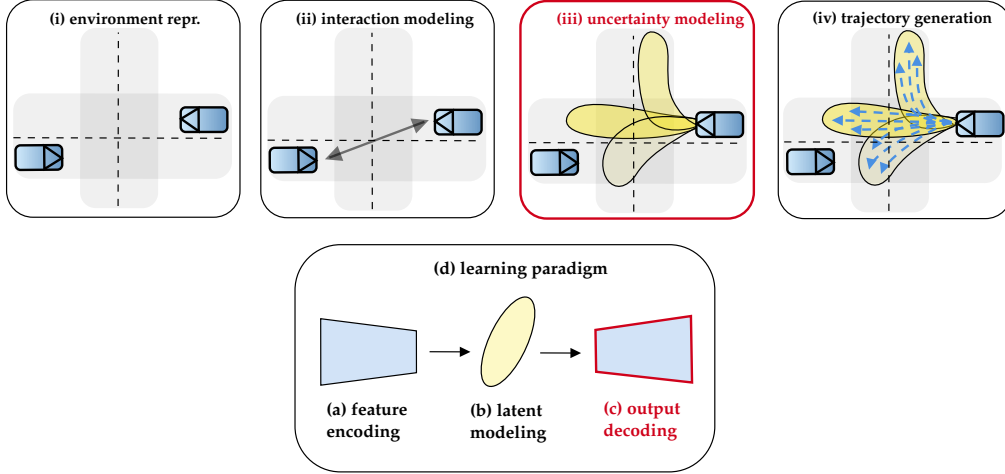 (i) environment repr.
(ii) interaction modeling
(iii) uncertainty modeling
(iv) trajectory generation
(d) learning paradigm
(a) feature
encoding
(b) latent
modeling
(c) output
decoding